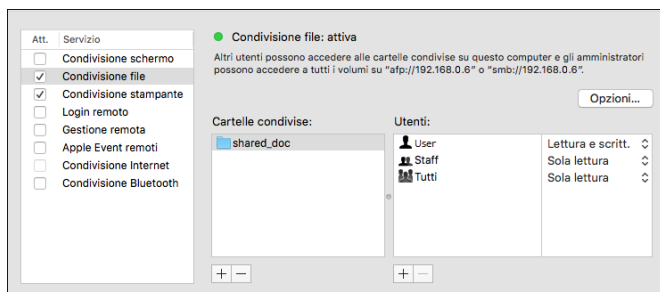 Att. Servizio
Condivisione schermo
Condivisione file
Condivisione stampante
Login remoto
Gestione remota
Apple Event remoti
Condivisione Internet
Condivisione Bluetooth
Condivisione file: attiva
Altri utenti possono accedere alle cartelle condivise su questo computer e gli amministratori
possono accedere a tutti i volumi su “afp://192.168.0.6” o “smb://192.168.0.6”.
Opzioni...
Cartelle condivise:
shared_doc
Utenti:
User Lettura e scritt.
Staff Sola lettura
Tutti Sola lettura